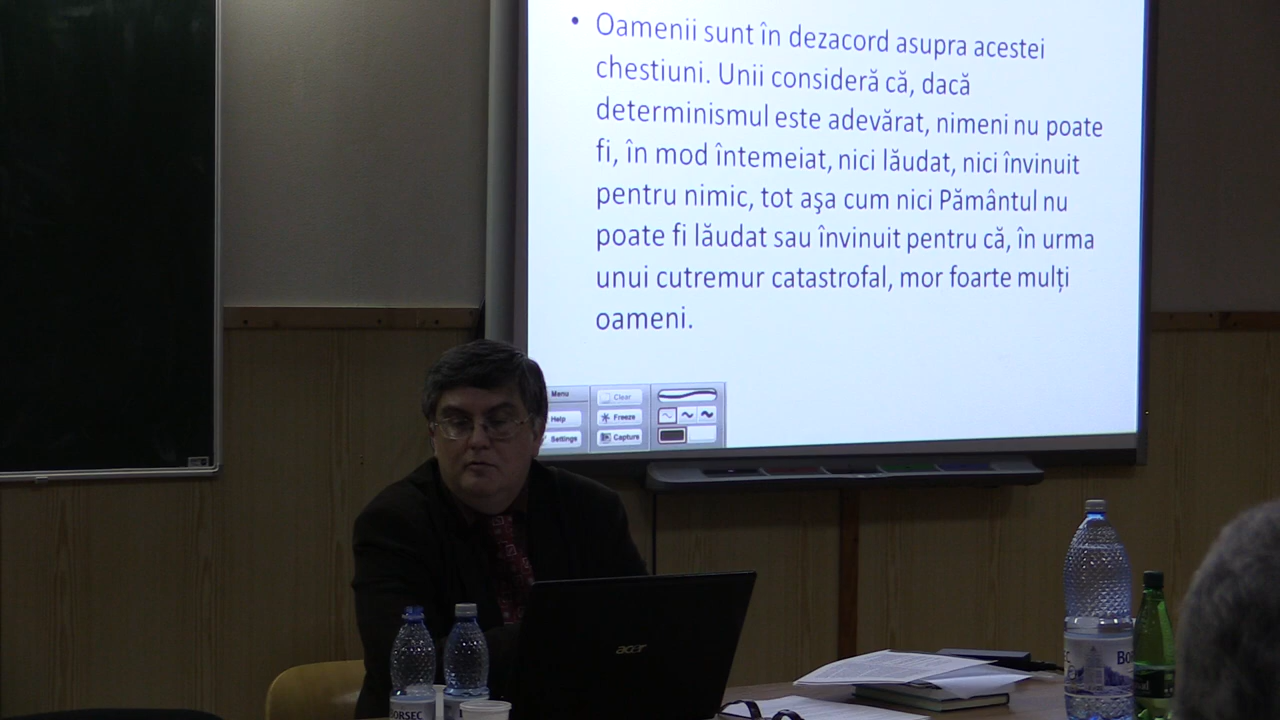 • Oamenii sunt în dezacord asupra acestei
chestiuni. Unii consideră că, dacă
determinismul este adevărat, nimeni nu poate
fi, în mod întemeiat, nici lăudat, nici învinuit
pentru nimic, tot aşa cum nici Pământul nu
poate fi lăudat sau învinuit pentru că, în urma
unui cutremur catastrofal, mor foarte mulți
oameni.
Menu
Help
Settings
Clear
Freeze
Capture
acer
BORSEC